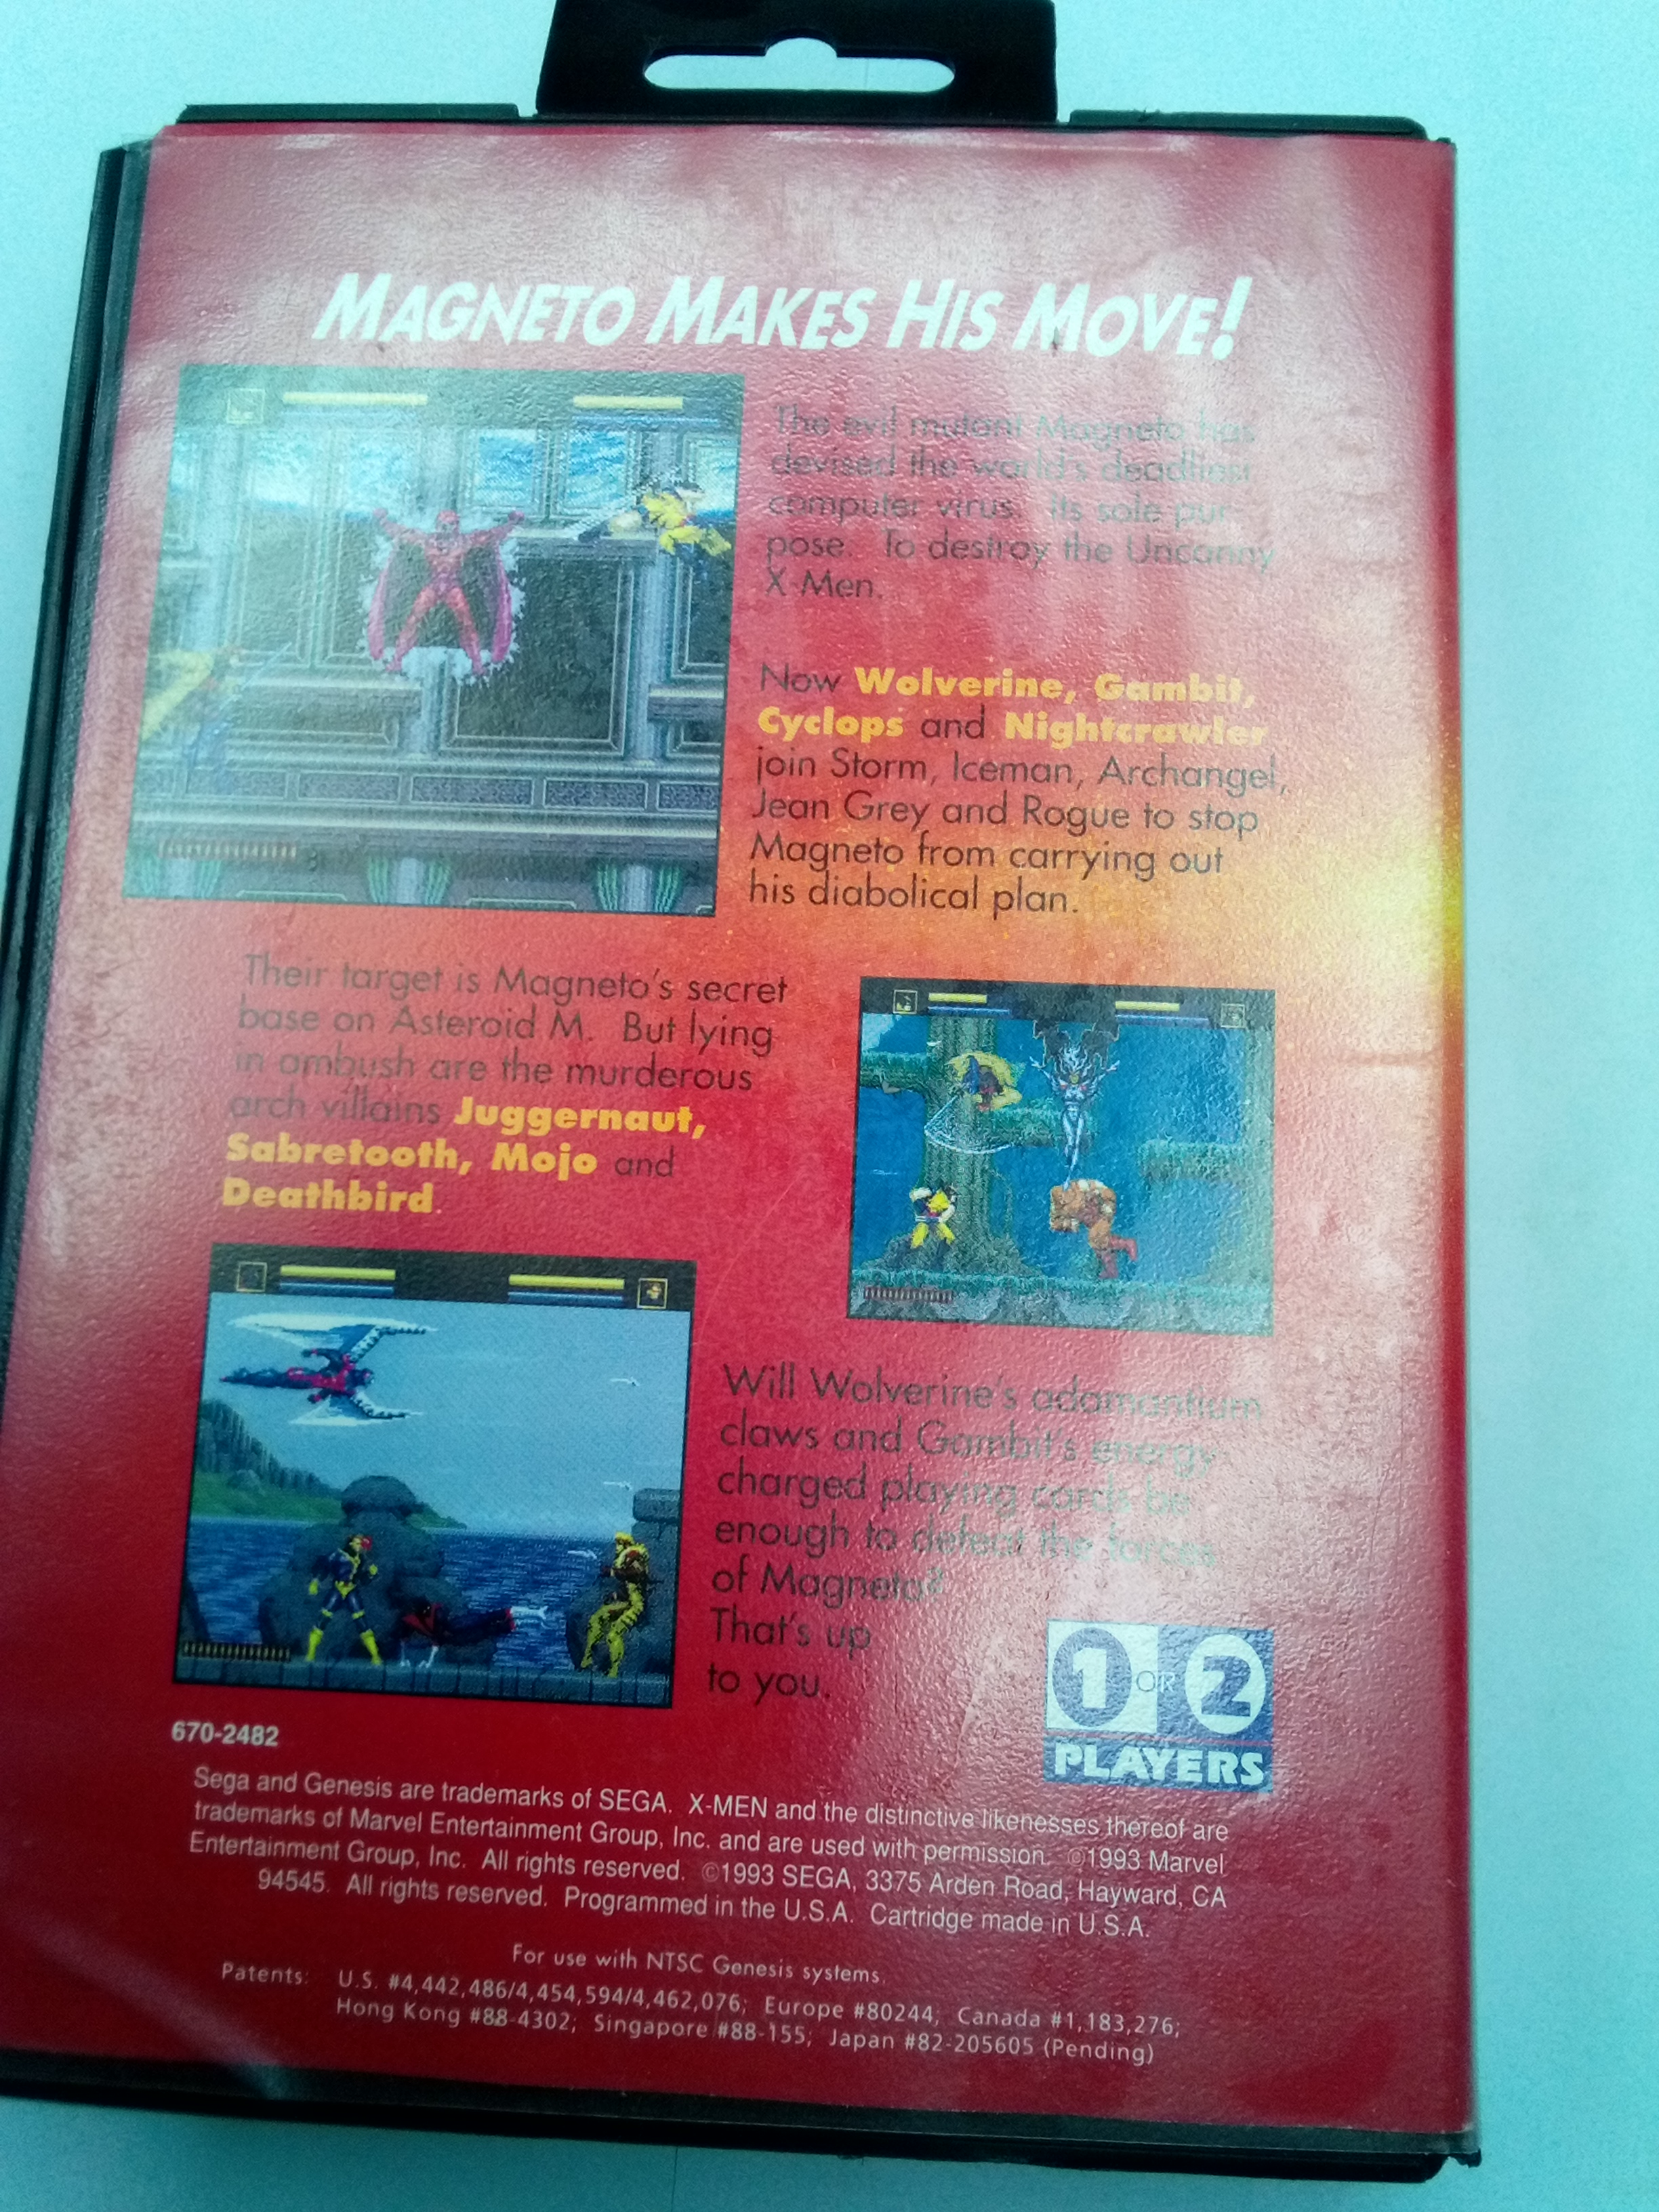 MAGNETO MAKES HIS MOVE!
The evil mutant Magneto has
devised the world's deadliest
computer virus. Its sole pur
pose. To destroy the Uncanny
X-Men.
Now Wolverine, Gambit,
Cyclops and Nightcrawler
join Storm, Iceman, Archangel,
Jean Grey and Rogue to stop
Magneto from carrying out
his diabolical plan.
Their target is Magneto's secret
base on Asteroid M. But lying
in ambush are the murderous
arch villains Juggernaut,
Sabretooth, Mojo and
Deathbird.
Will Wolverine's adamantium
claws and Gambit's energy-
charged playing cards be
enough to defeat the forces
of Magneto?
That's up
to you.
1 OR 2
PLAYERS
670-2482
Sega and Genesis are trademarks of SEGA. X-MEN and the distinctive likenesses thereof are
trademarks of Marvel Entertainment Group, Inc. and are used with permission. ©1993 Marvel
Entertainment Group, Inc. All rights reserved. ©1993 SEGA, 3375 Arden Road, Hayward, CA
94545. All rights reserved. Programmed in the U.S.A. Cartridge made in U.S.A.
For use with NTSC Genesis systems.
Patents: U.S. #4,442,486/4,454,594/4,462,076; Europe #80244; Canada #1,183,276;
Hong Kong #88-4302; Singapore #88-155; Japan #82-205605 (Pending)